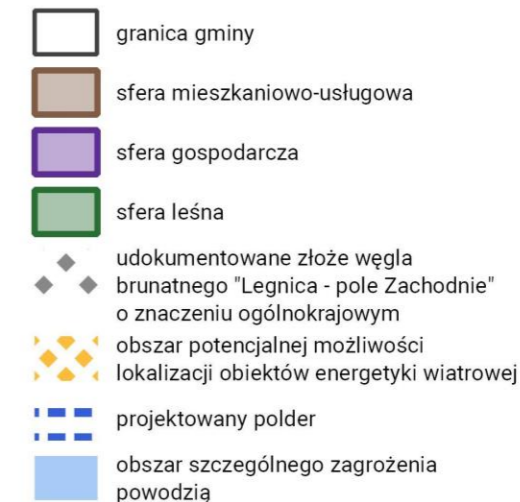 granica gminy
sfera mieszkaniowo-usługowa
sfera gospodarcza
sfera leśna
udokumentowane złoże węgla
brunatnego "Legnica - pole Zachodnie"
o znaczeniu ogólnokrajowym
obszar potencjalnej możliwości
lokalizacji obiektów energetyki wiatrowej
projektowany polder
obszar szczególnego zagrożenia
powodzią